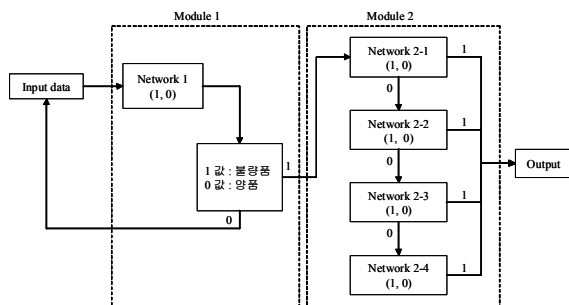 Module 1
Module 2
Input data
Network 1
(1, 0)
1 값 : 불량품
0 값 : 양품
1
0
Network 2-1
(1, 0)
1
0
Network 2-2
(1, 0)
1
0
Network 2-3
(1, 0)
1
0
Network 2-4
(1, 0)
1
Output